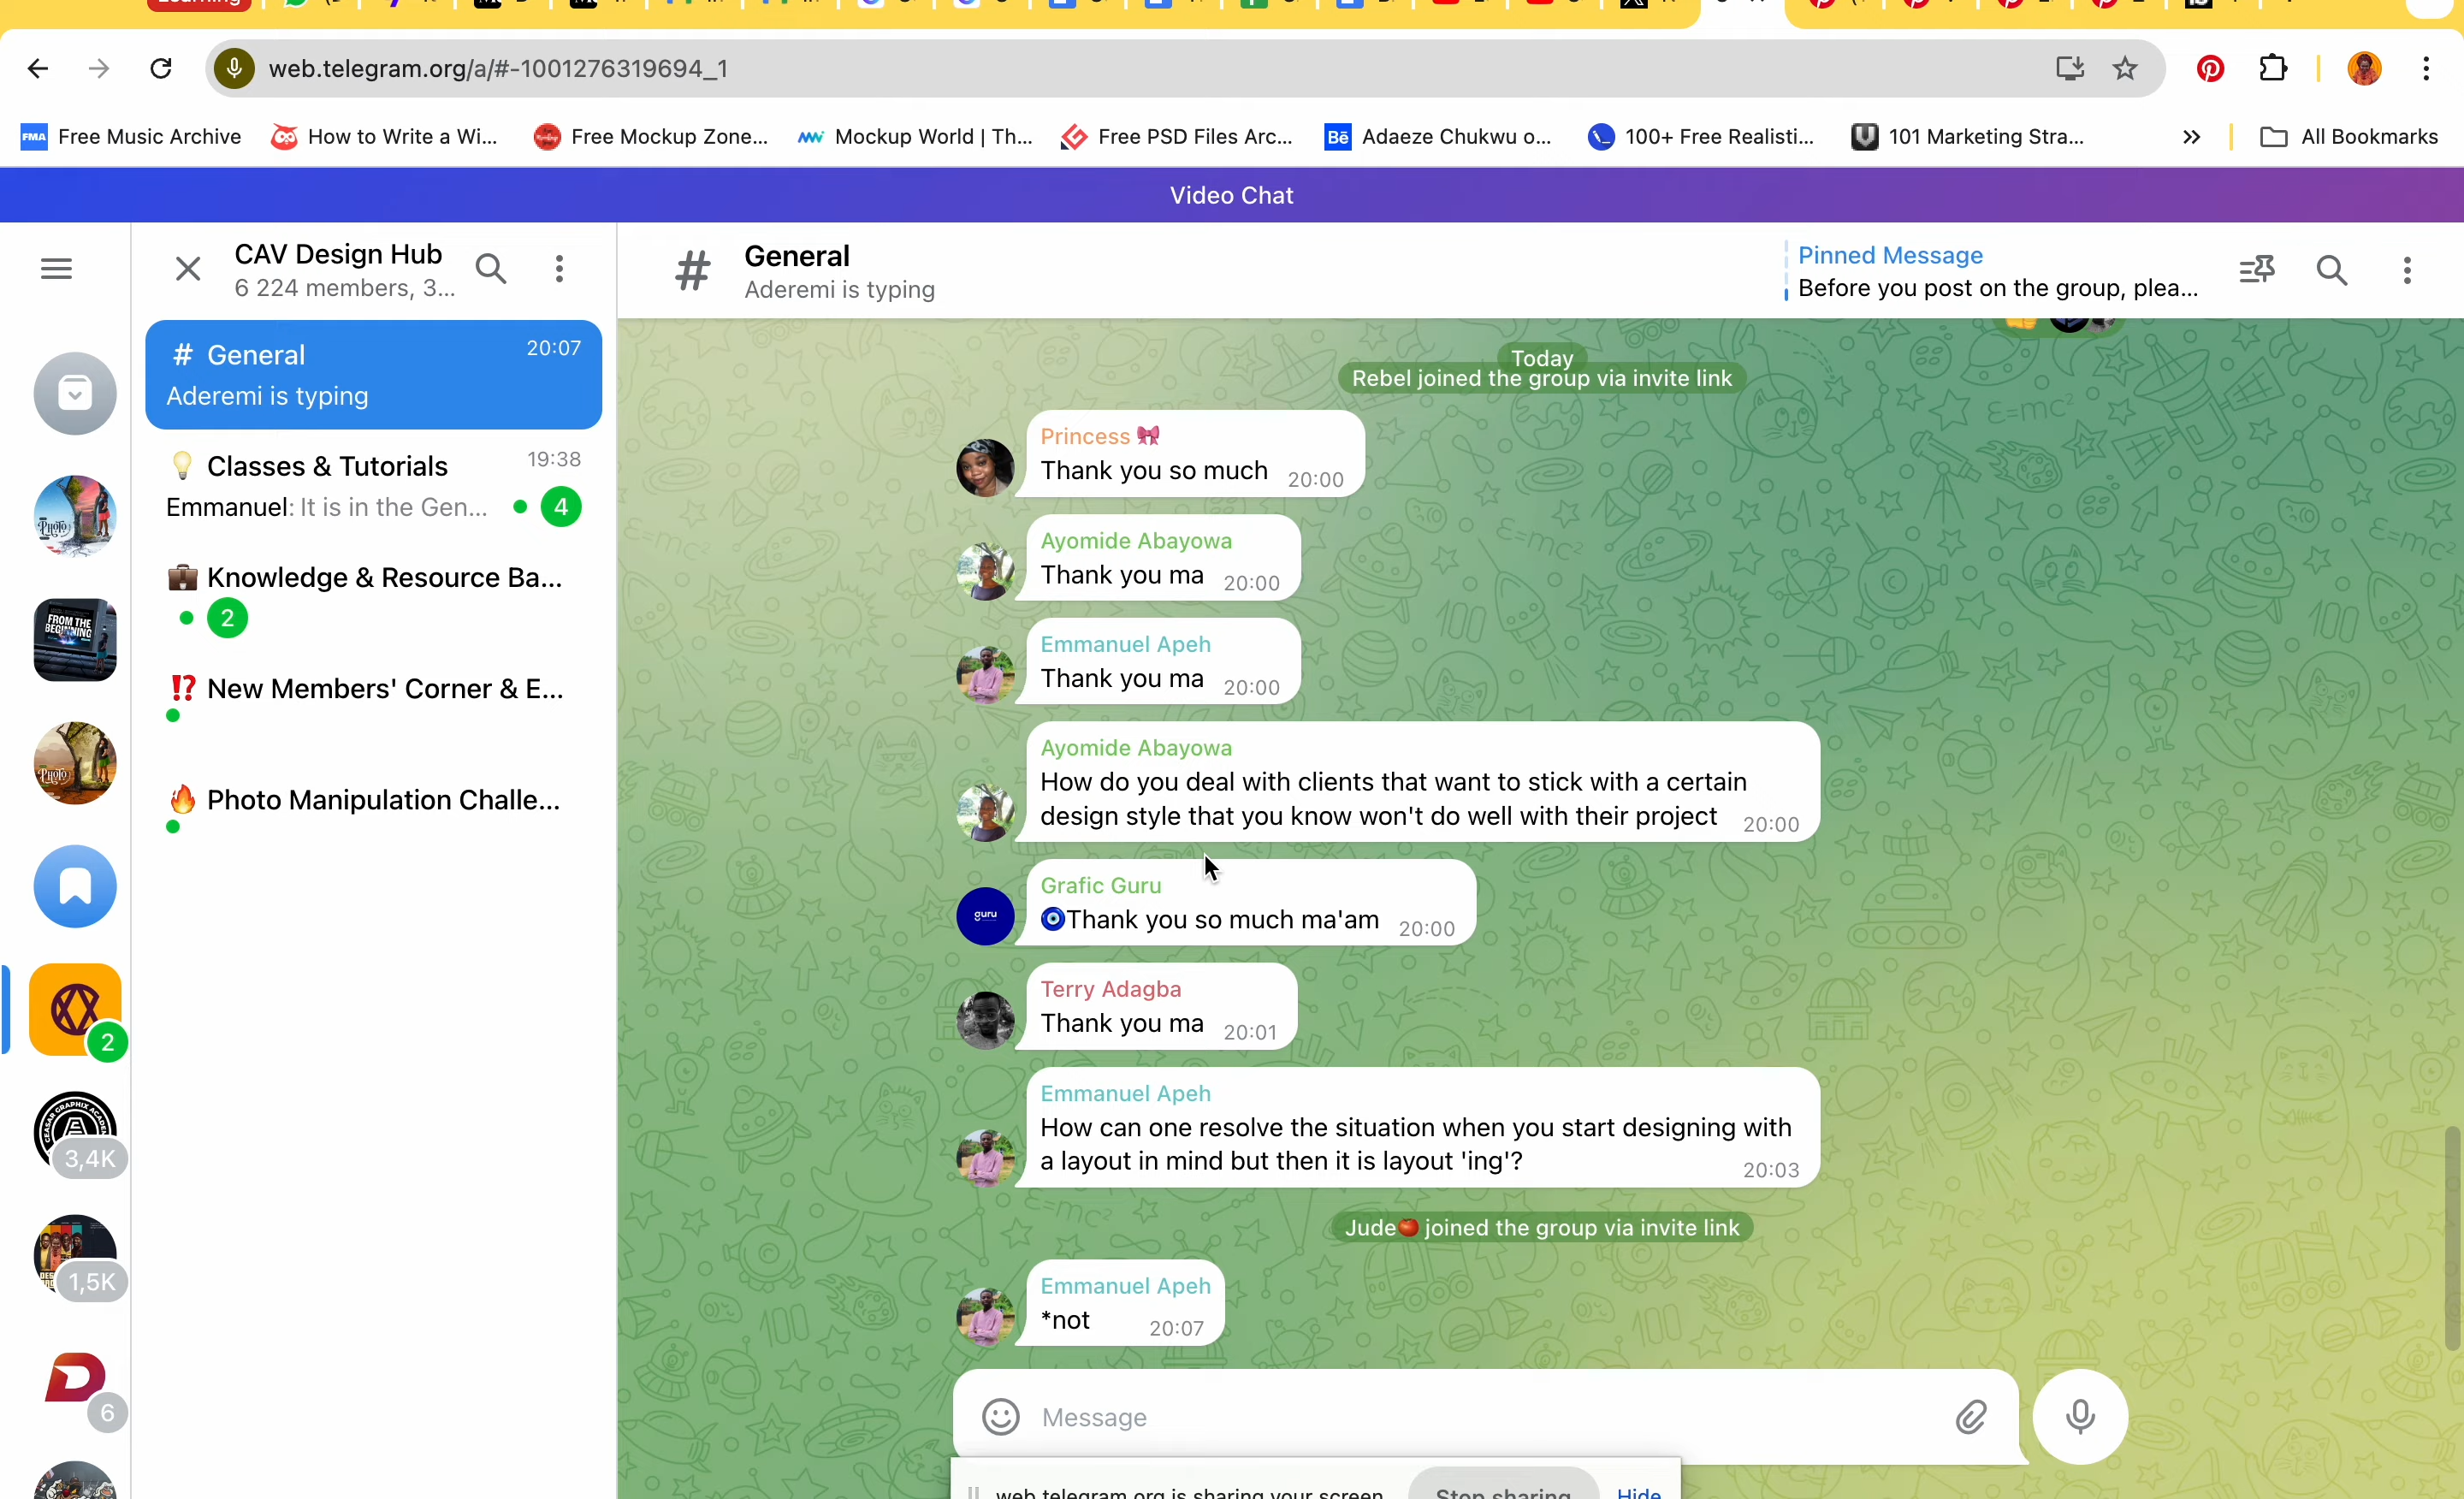 Learning
web.telegram.org/a/#-1001276319694_1
FMA Free Music Archive
How to Write a Wi...
Free Mockup Zone...
Mockup World | Th...
Free PSD Files Arc...
Bē Adaeze Chukwu o...
100+ Free Realisti...
101 Marketing Stra...
»
All Bookmarks
Video Chat
CAV Design Hub
6 224 members, 3...
# General 20:07
Aderemi is typing
💡 Classes & Tutorials 19:38
Emmanuel: It is in the Gen... 4
💼 Knowledge & Resource Ba...
2
⁉️ New Members' Corner & E...
🔥 Photo Manipulation Challe...
PHOTO
FROM THE
BEGINNING
PHOTO
2
3,4K
1,5K
6
# General
Aderemi is typing
Pinned Message
Before you post on the group, plea...
Today
Rebel joined the group via invite link
Princess 🎀
Thank you so much 20:00
Ayomide Abayowa
Thank you ma 20:00
Emmanuel Apeh
Thank you ma 20:00
Ayomide Abayowa
How do you deal with clients that want to stick with a certain
design style that you know won't do well with their project 20:00
guru
Grafic Guru
🧿Thank you so much ma'am 20:00
Terry Adagba
Thank you ma 20:01
Emmanuel Apeh
How can one resolve the situation when you start designing with
a layout in mind but then it is layout 'ing'? 20:03
Jude🍅 joined the group via invite link
Emmanuel Apeh
*not 20:07
Message
web.telegram.org is sharing your screen. Stop sharing Hide